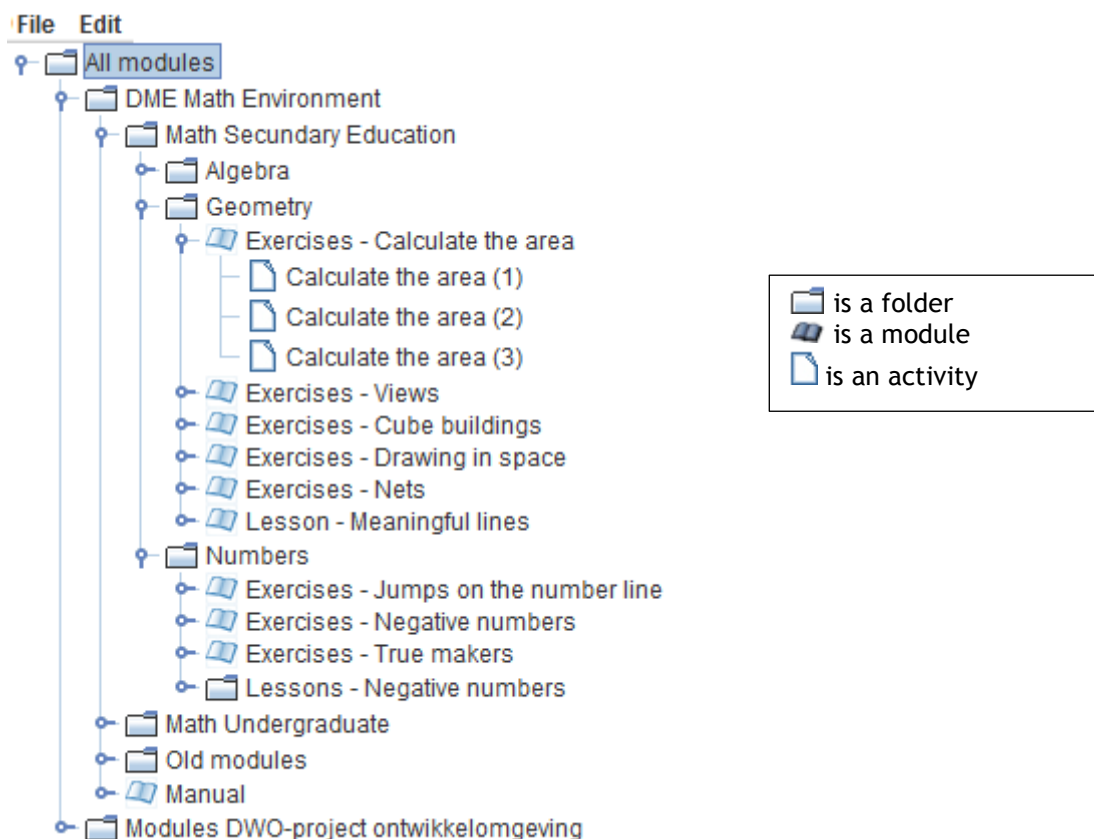 File Edit
All modules
DME Math Environment
Math Secundary Education
Algebra
Geometry
Exercises - Calculate the area
Calculate the area (1)
Calculate the area (2)
Calculate the area (3)
Exercises - Views
Exercises - Cube buildings
Exercises - Drawing in space
Exercises - Nets
Lesson - Meaningful lines
Numbers
Exercises - Jumps on the number line
Exercises - Negative numbers
Exercises - True makers
Lessons - Negative numbers
Math Undergraduate
Old modules
Manual
Modules DWO-project ontwikkelomgeving
is a folder
is a module
is an activity